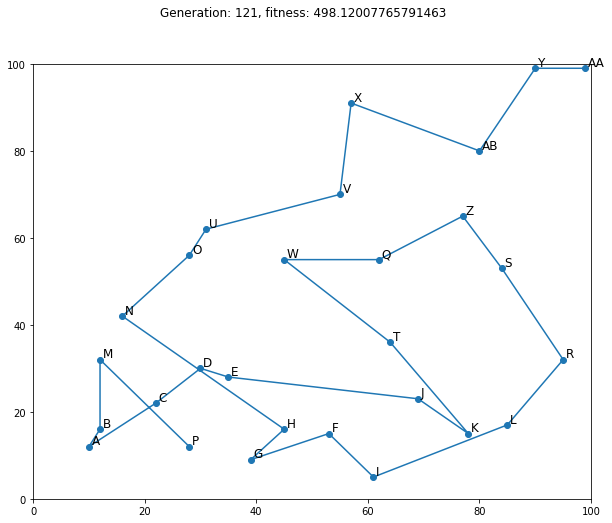 Generation: 121, fitness: 498.12007765791463
100
80
60
40
20
0
0 20 40 60 80 100
Y AA
X
AB
V
Z
U
O W Q S
N
T
M R
D E
C J
B H F K L
A P
G
I